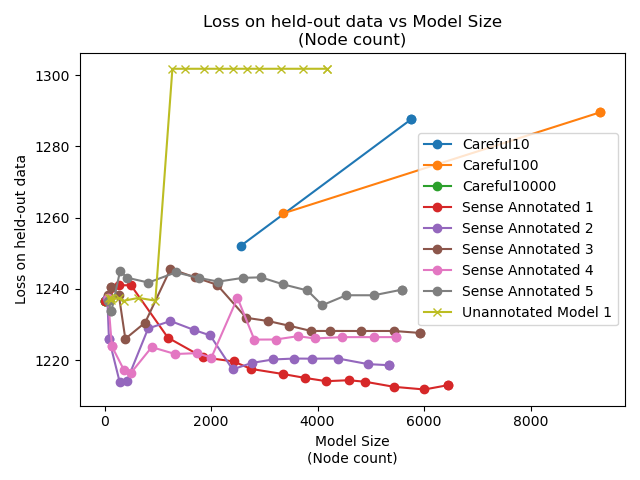 Loss on held-out data vs Model Size
(Node count)
Loss on held-out data
1300
1280
1260
1240
1220
0
2000
4000
6000
8000
Model Size
(Node count)
Careful10
Careful100
Careful10000
Sense Annotated 1
Sense Annotated 2
Sense Annotated 3
Sense Annotated 4
Sense Annotated 5
Unannotated Model 1